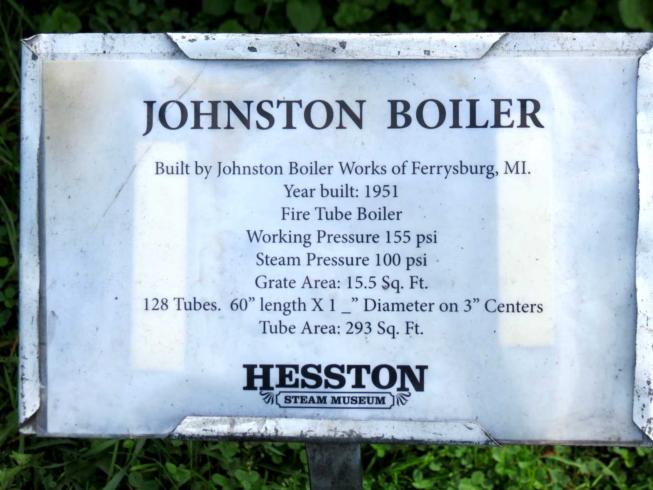 JOHNSTON BOILER
Built by Johnston Boiler Works of Ferrysburg, MI.
Year built: 1951
Fire Tube Boiler
Working Pressure 155 psi
Steam Pressure 100 psi
Grate Area: 15.5 Sq. Ft.
128 Tubes. 60” length X 1 _” Diameter on 3” Centers
Tube Area: 293 Sq. Ft.
HESSTON
STEAM MUSEUM